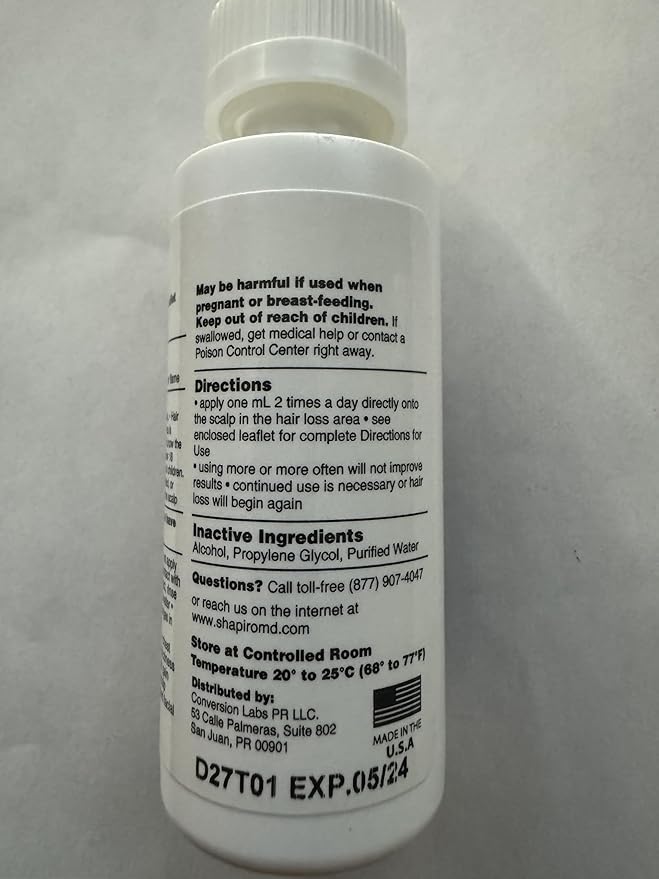 May be harmful if used when
pregnant or breast-feeding.
Keep out of reach of children. If
swallowed, get medical help or contact a
Poison Control Center right away.
Directions
• apply one mL 2 times a day directly onto
the scalp in the hair loss area • see
enclosed leaflet for complete Directions for
Use
• using more or more often will not improve
results • continued use is necessary or hair
loss will begin again
Inactive Ingredients
Alcohol, Propylene Glycol, Purified Water
Questions? Call toll-free (877) 907-4047
or reach us on the internet at
www.shapiromd.com
Store at Controlled Room
Temperature 20° to 25°C (68° to 77°F)
Distributed by:
Conversion Labs PR LLC.
53 Calle Palmeras, Suite 802
San Juan, PR 00901
MADE IN THE
U.S.A
D27T01 EXP.05/24